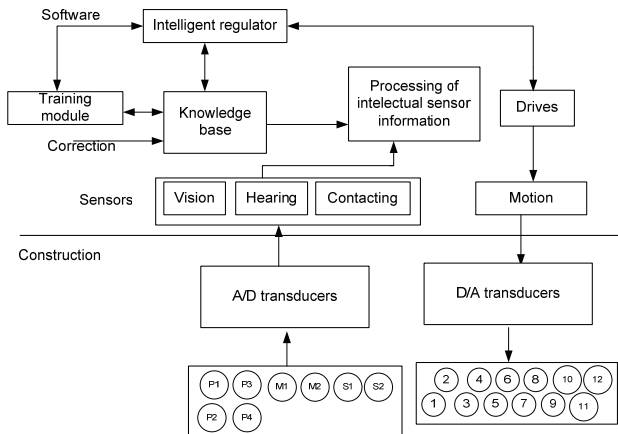 Software
Intelligent regulator
Training
module
Knowledge
base
Correction
Processing of
intelectual sensor
information
Drives
Sensors
Vision
Hearing
Contacting
Motion
Construction
A/D transducers
D/A transducers
P1
P3
M1
M2
S1
S2
P2
P4
2
4
6
8
10
12
1
3
5
7
9
11